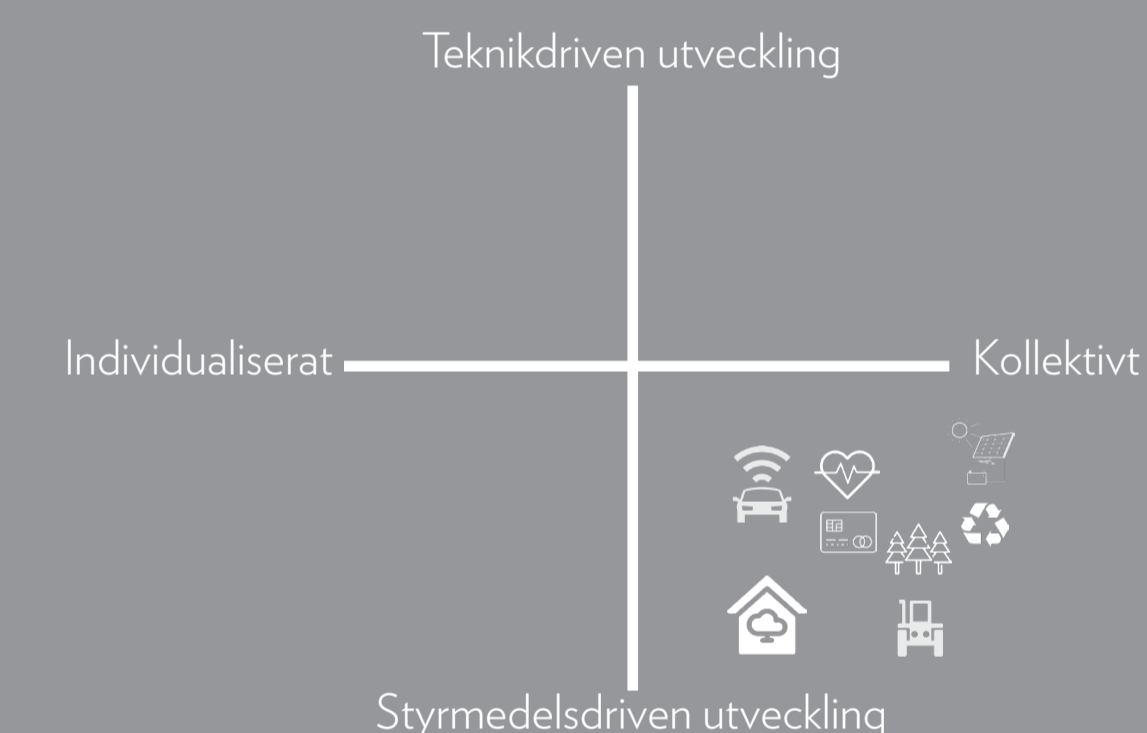 Teknikdriven utveckling
Individualiserat
Kollektivt
Styrmedelsdriven utveckling